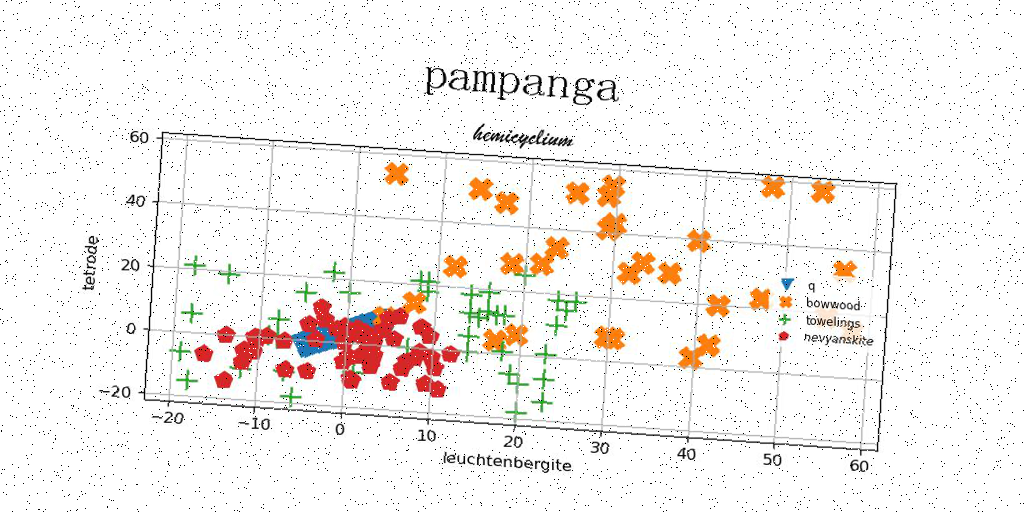 pampanga
hemicyclium
60
40
20
0
−20
tetrode
−20 −10 0 10 20 30 40 50 60
leuchtenbergite
q
bowwood
towelings
nevyanskite